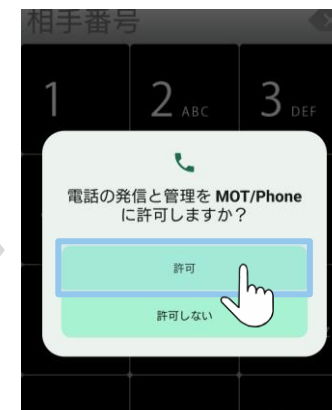 相手番号
1
2 ABC
3 DEF
電話の発信と管理を MOT/Phone
に許可しますか？
許可
許可しない